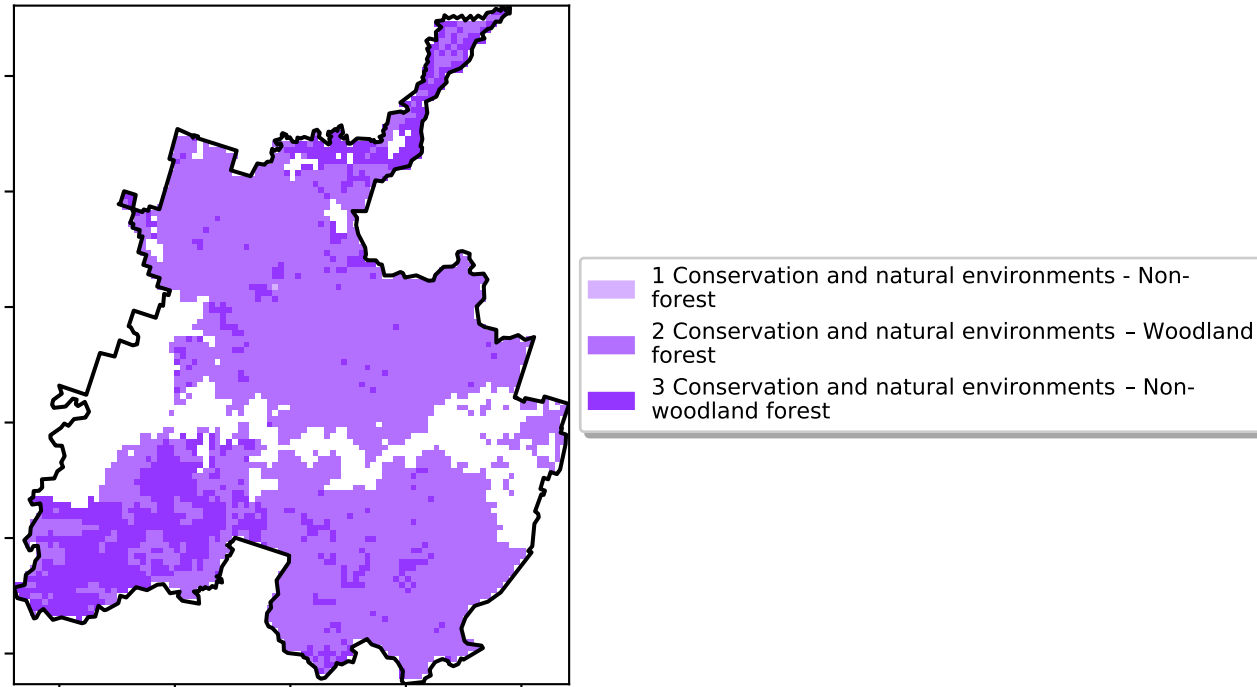 1 Conservation and natural environments - Non-
forest
2 Conservation and natural environments – Woodland
forest
3 Conservation and natural environments – Non-
woodland forest